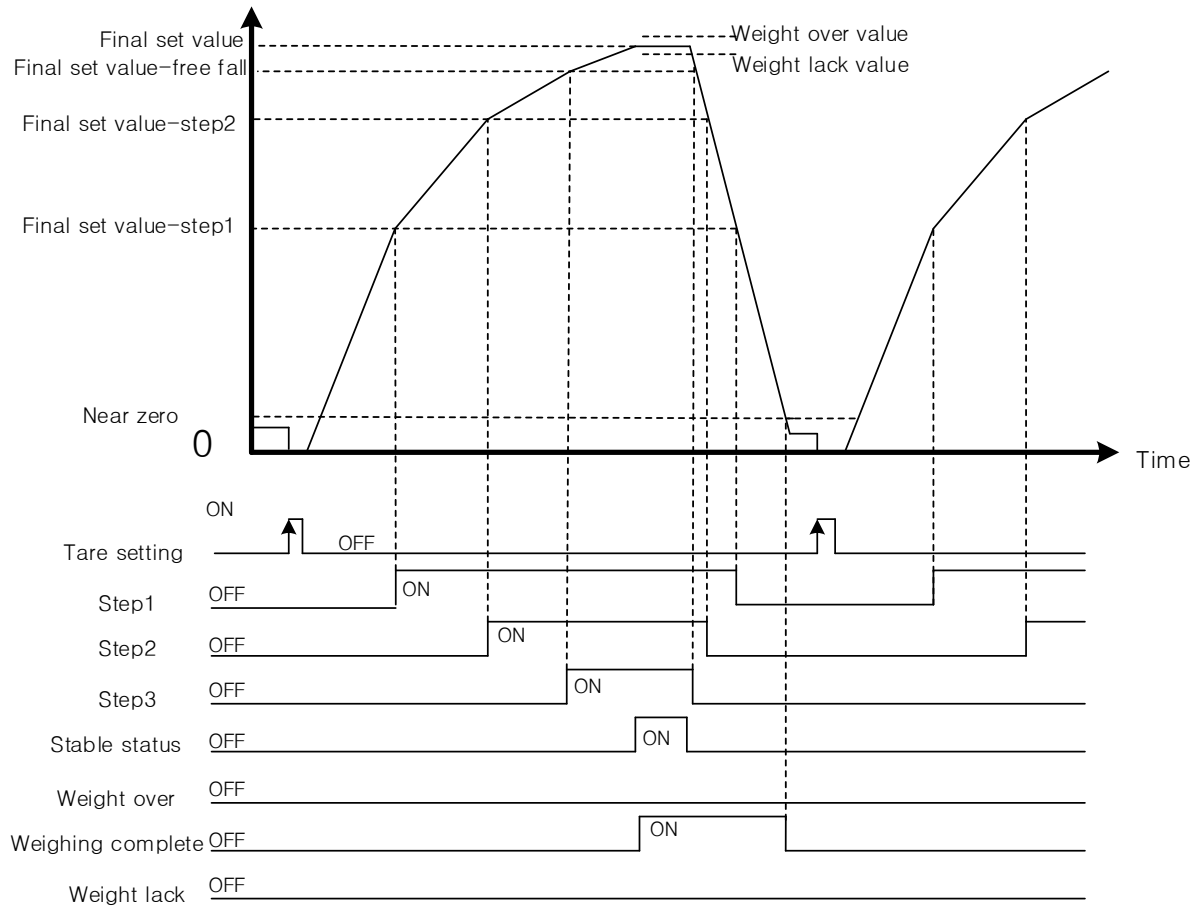 Final set value
Weight over value
Final set value-free fall
Weight lack value
Final set value-step2
Final set value-step1
Near zero
0
Time
ON
Tare setting
OFF
Step1
OFF
ON
Step2
OFF
ON
Step3
OFF
ON
Stable status
OFF
ON
Weight over
OFF
Weighing complete
OFF
ON
Weight lack
OFF